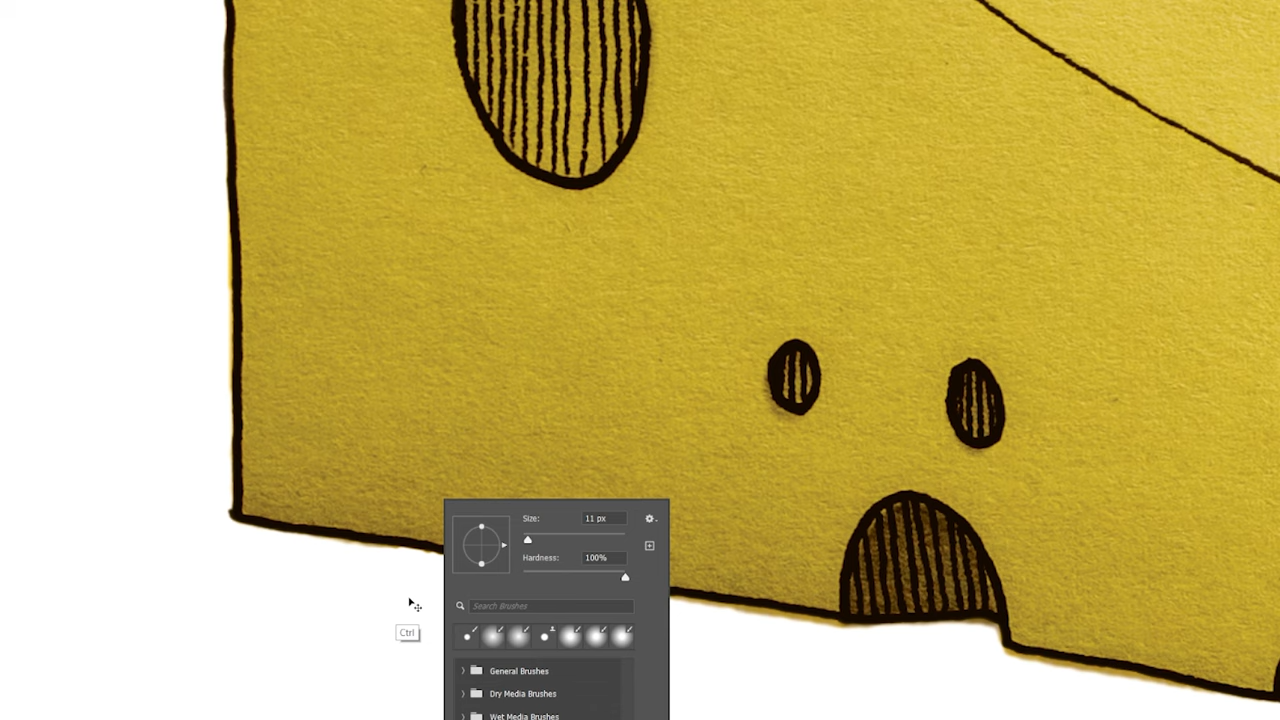 Size:
11 px
Hardness:
100%
Search Brushes
General Brushes
Dry Media Brushes
Wet Media Brushes
Ctrl